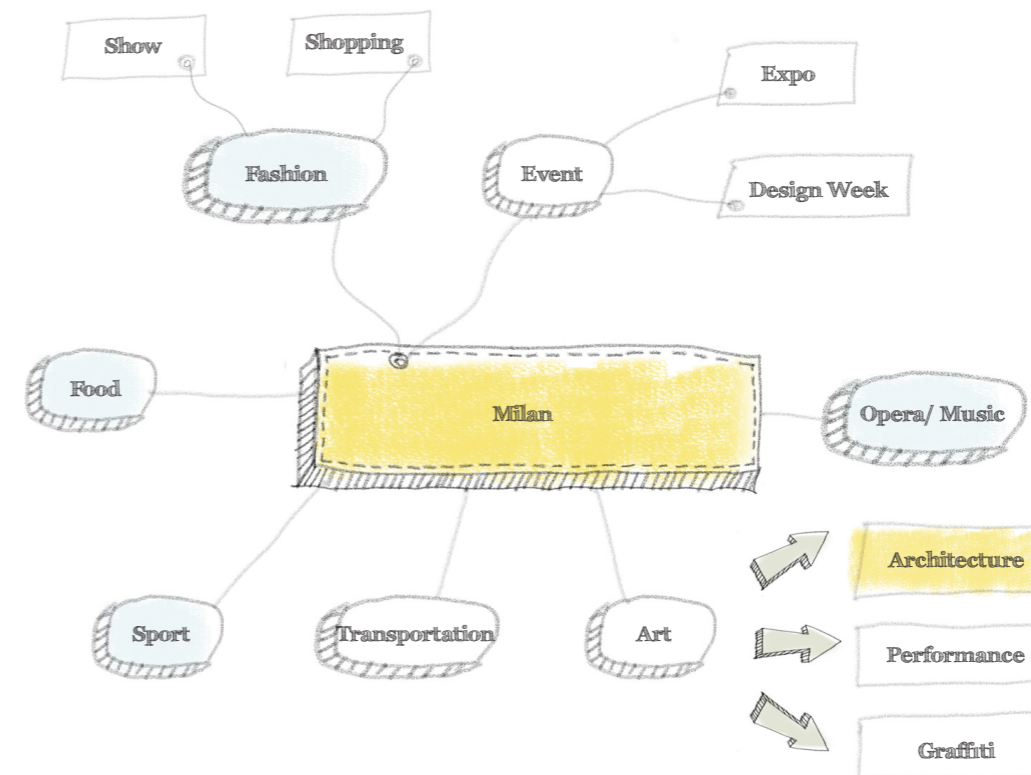 Show
Shopping
Expo
Fashion
Event
Design Week
Food
Milan
Opera/ Music
Architecture
Sport
Transportation
Art
Performance
Graffiti